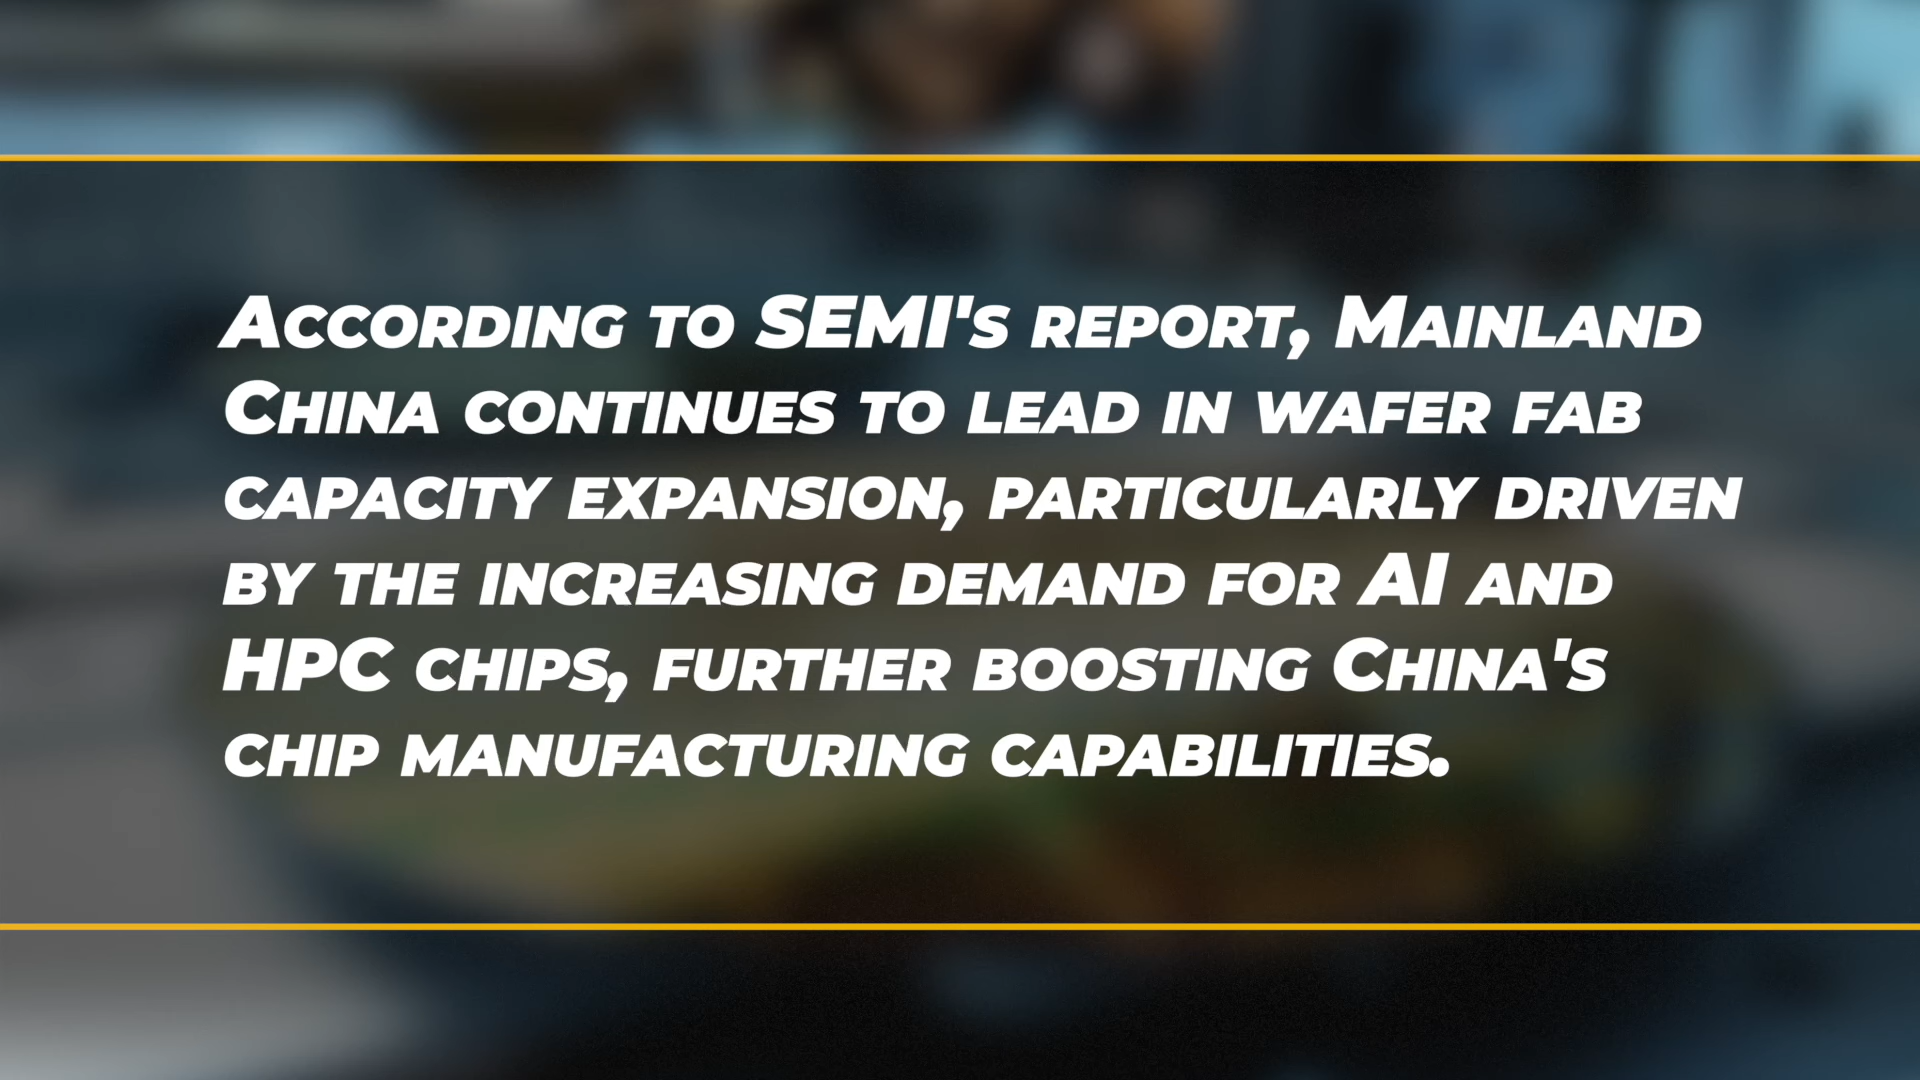 According to SEMI's report, Mainland
China continues to lead in wafer fab
capacity expansion, particularly driven
by the increasing demand for AI and
HPC chips, further boosting China's
chip manufacturing capabilities.